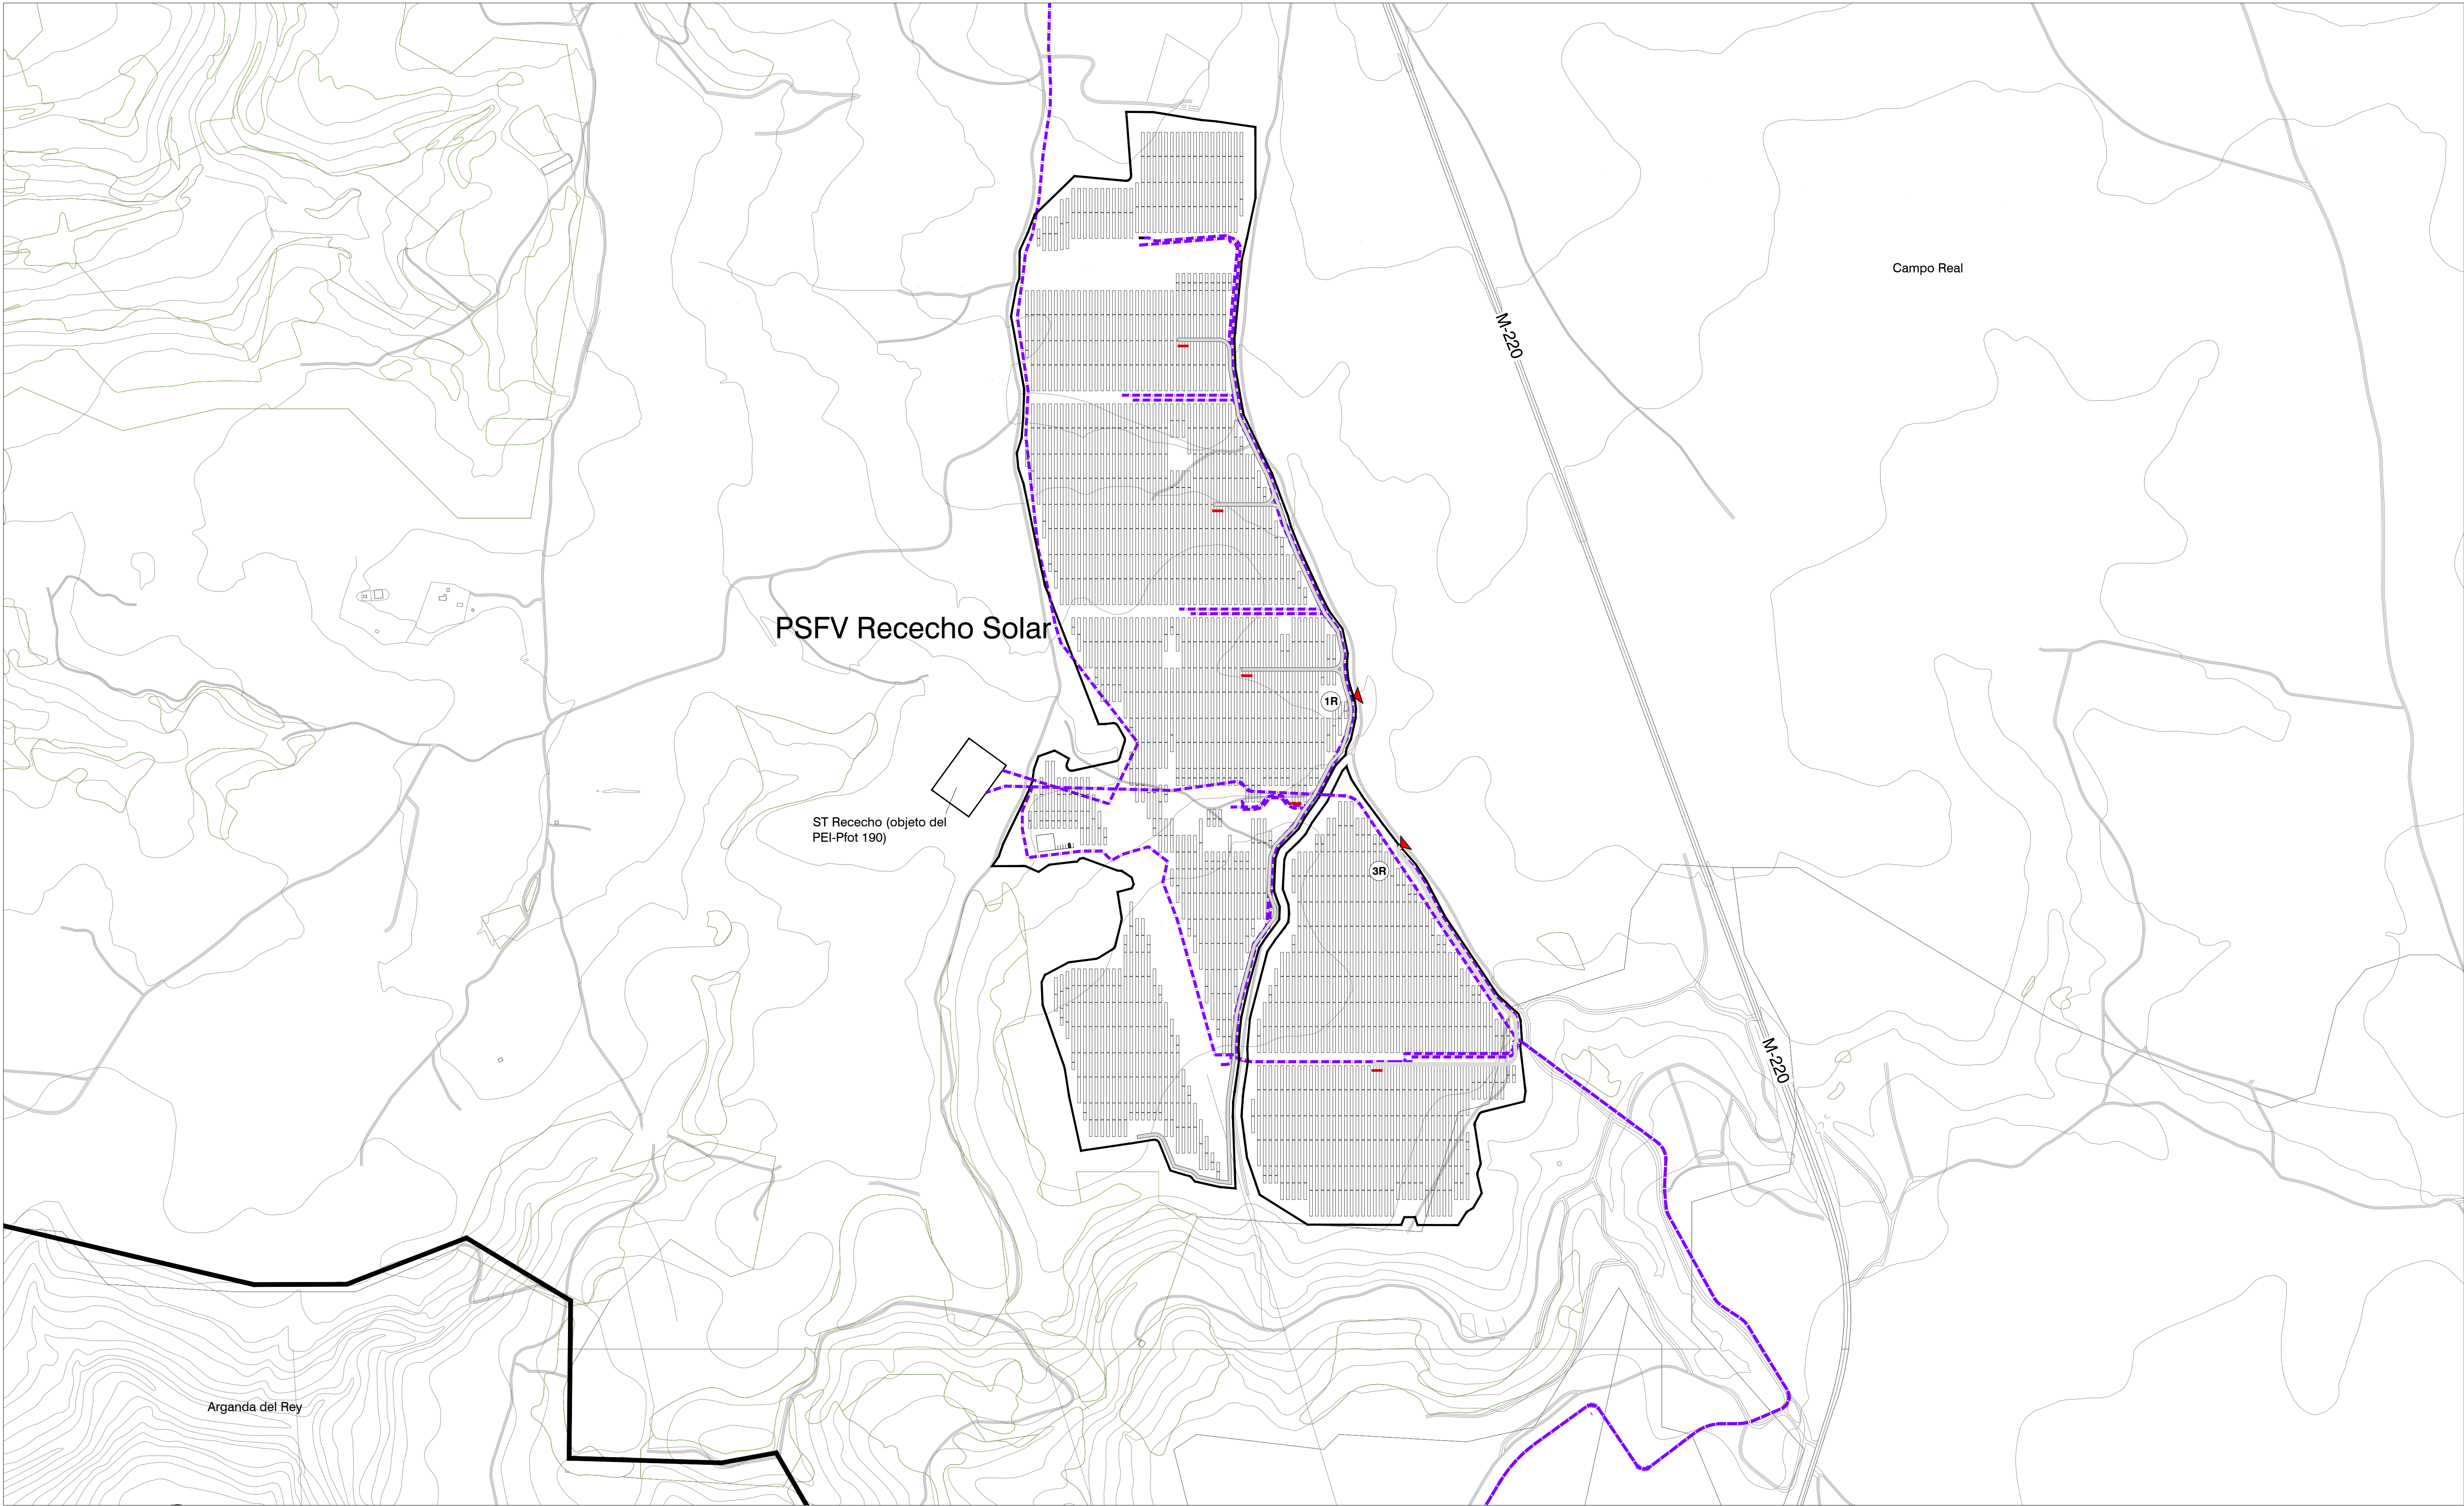 Campo Real
M-220
PSFV Rececho Solar
1R
ST Rececho (objeto del
PEI-Pfot 190)
3R
M-220
Arganda del Rey